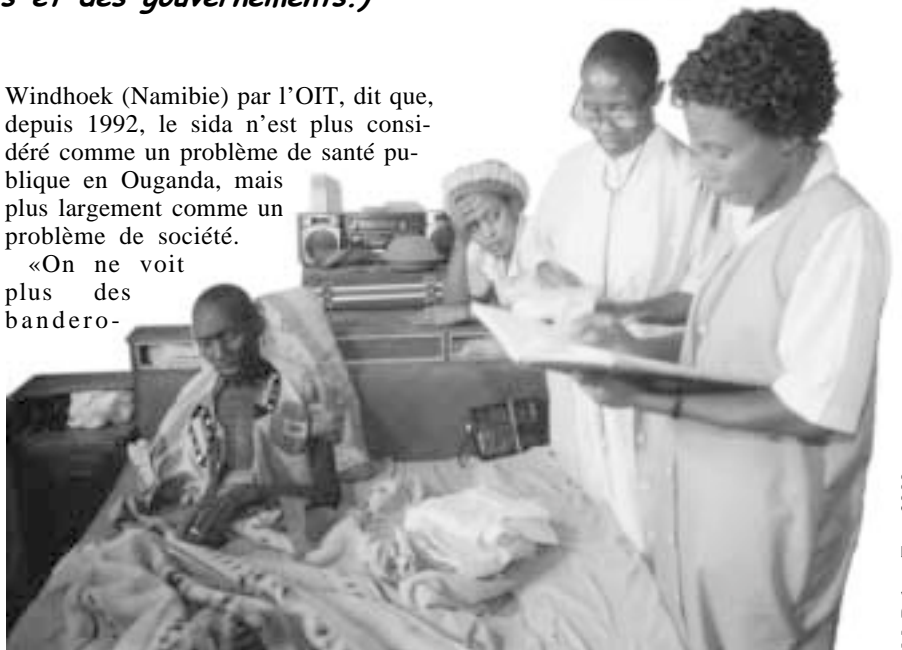 et des gouvernements.)
Windhoek (Namibie) par l'OIT, dit que,
depuis 1992, le sida n'est plus consi-
déré comme un problème de santé pu-
blique en Ouganda, mais
plus largement comme un
problème de société.
«On ne voit
plus des
bandero-